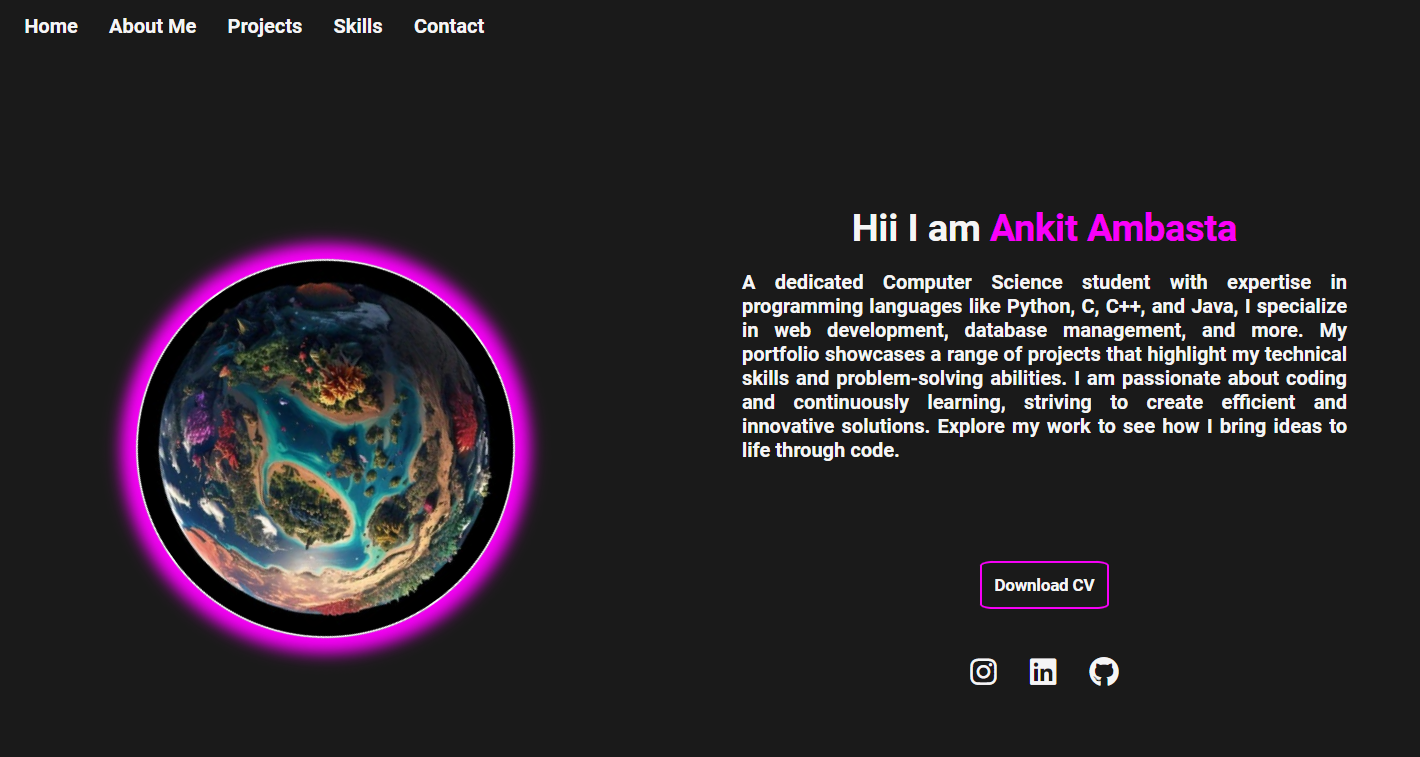 Home About Me Projects Skills Contact
Hii I am Ankit Ambasta
A dedicated Computer Science student with expertise in
programming languages like Python, C, C++, and Java, I specialize
in web development, database management, and more. My
portfolio showcases a range of projects that highlight my technical
skills and problem-solving abilities. I am passionate about coding
and continuously learning, striving to create efficient and
innovative solutions. Explore my work to see how I bring ideas to
life through code.
Download CV